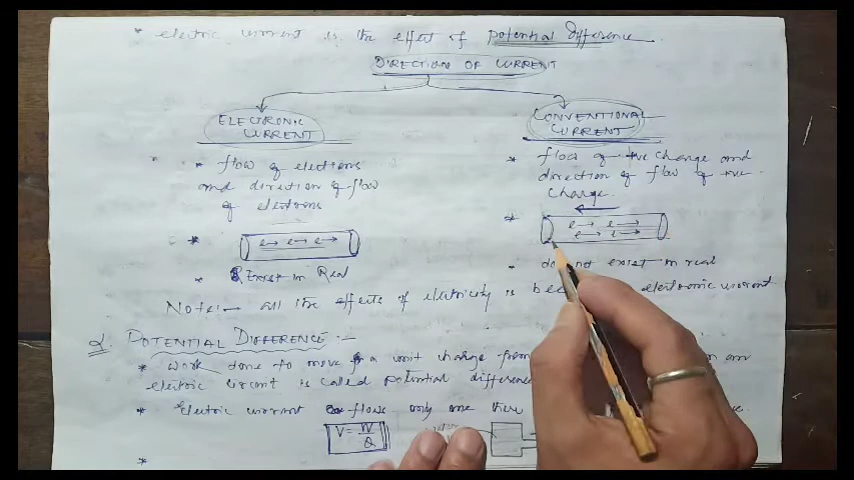 * electric current is the effect of potential difference.
DIRECTION OF CURRENT
ELECTRONIC
CURRENT
* flow of electrons
and direction of flow
of electrons
e→ e→ e→
* Exist in Real
CONVENTIONAL
CURRENT
* flow of +ve charge and
direction of flow of +ve
charge.
*
e→ e→
e→ e→
do not exist in real
Note:- all the effects of electricity is electronic current
2. POTENTIAL DIFFERENCE :-
* Work done to move a unit charge from an
electric circuit is called potential difference
* Electric current flows only one
V = W/Q
*